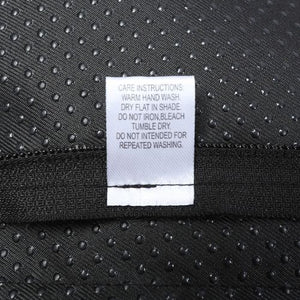 CARE INSTRUCTIONS:
WARM HAND WASH.
DRY FLAT IN SHADE.
DO NOT IRON,BLEACH
TUMBLE DRY.
DO NOT INTENDED FOR
REPEATED WASHING.